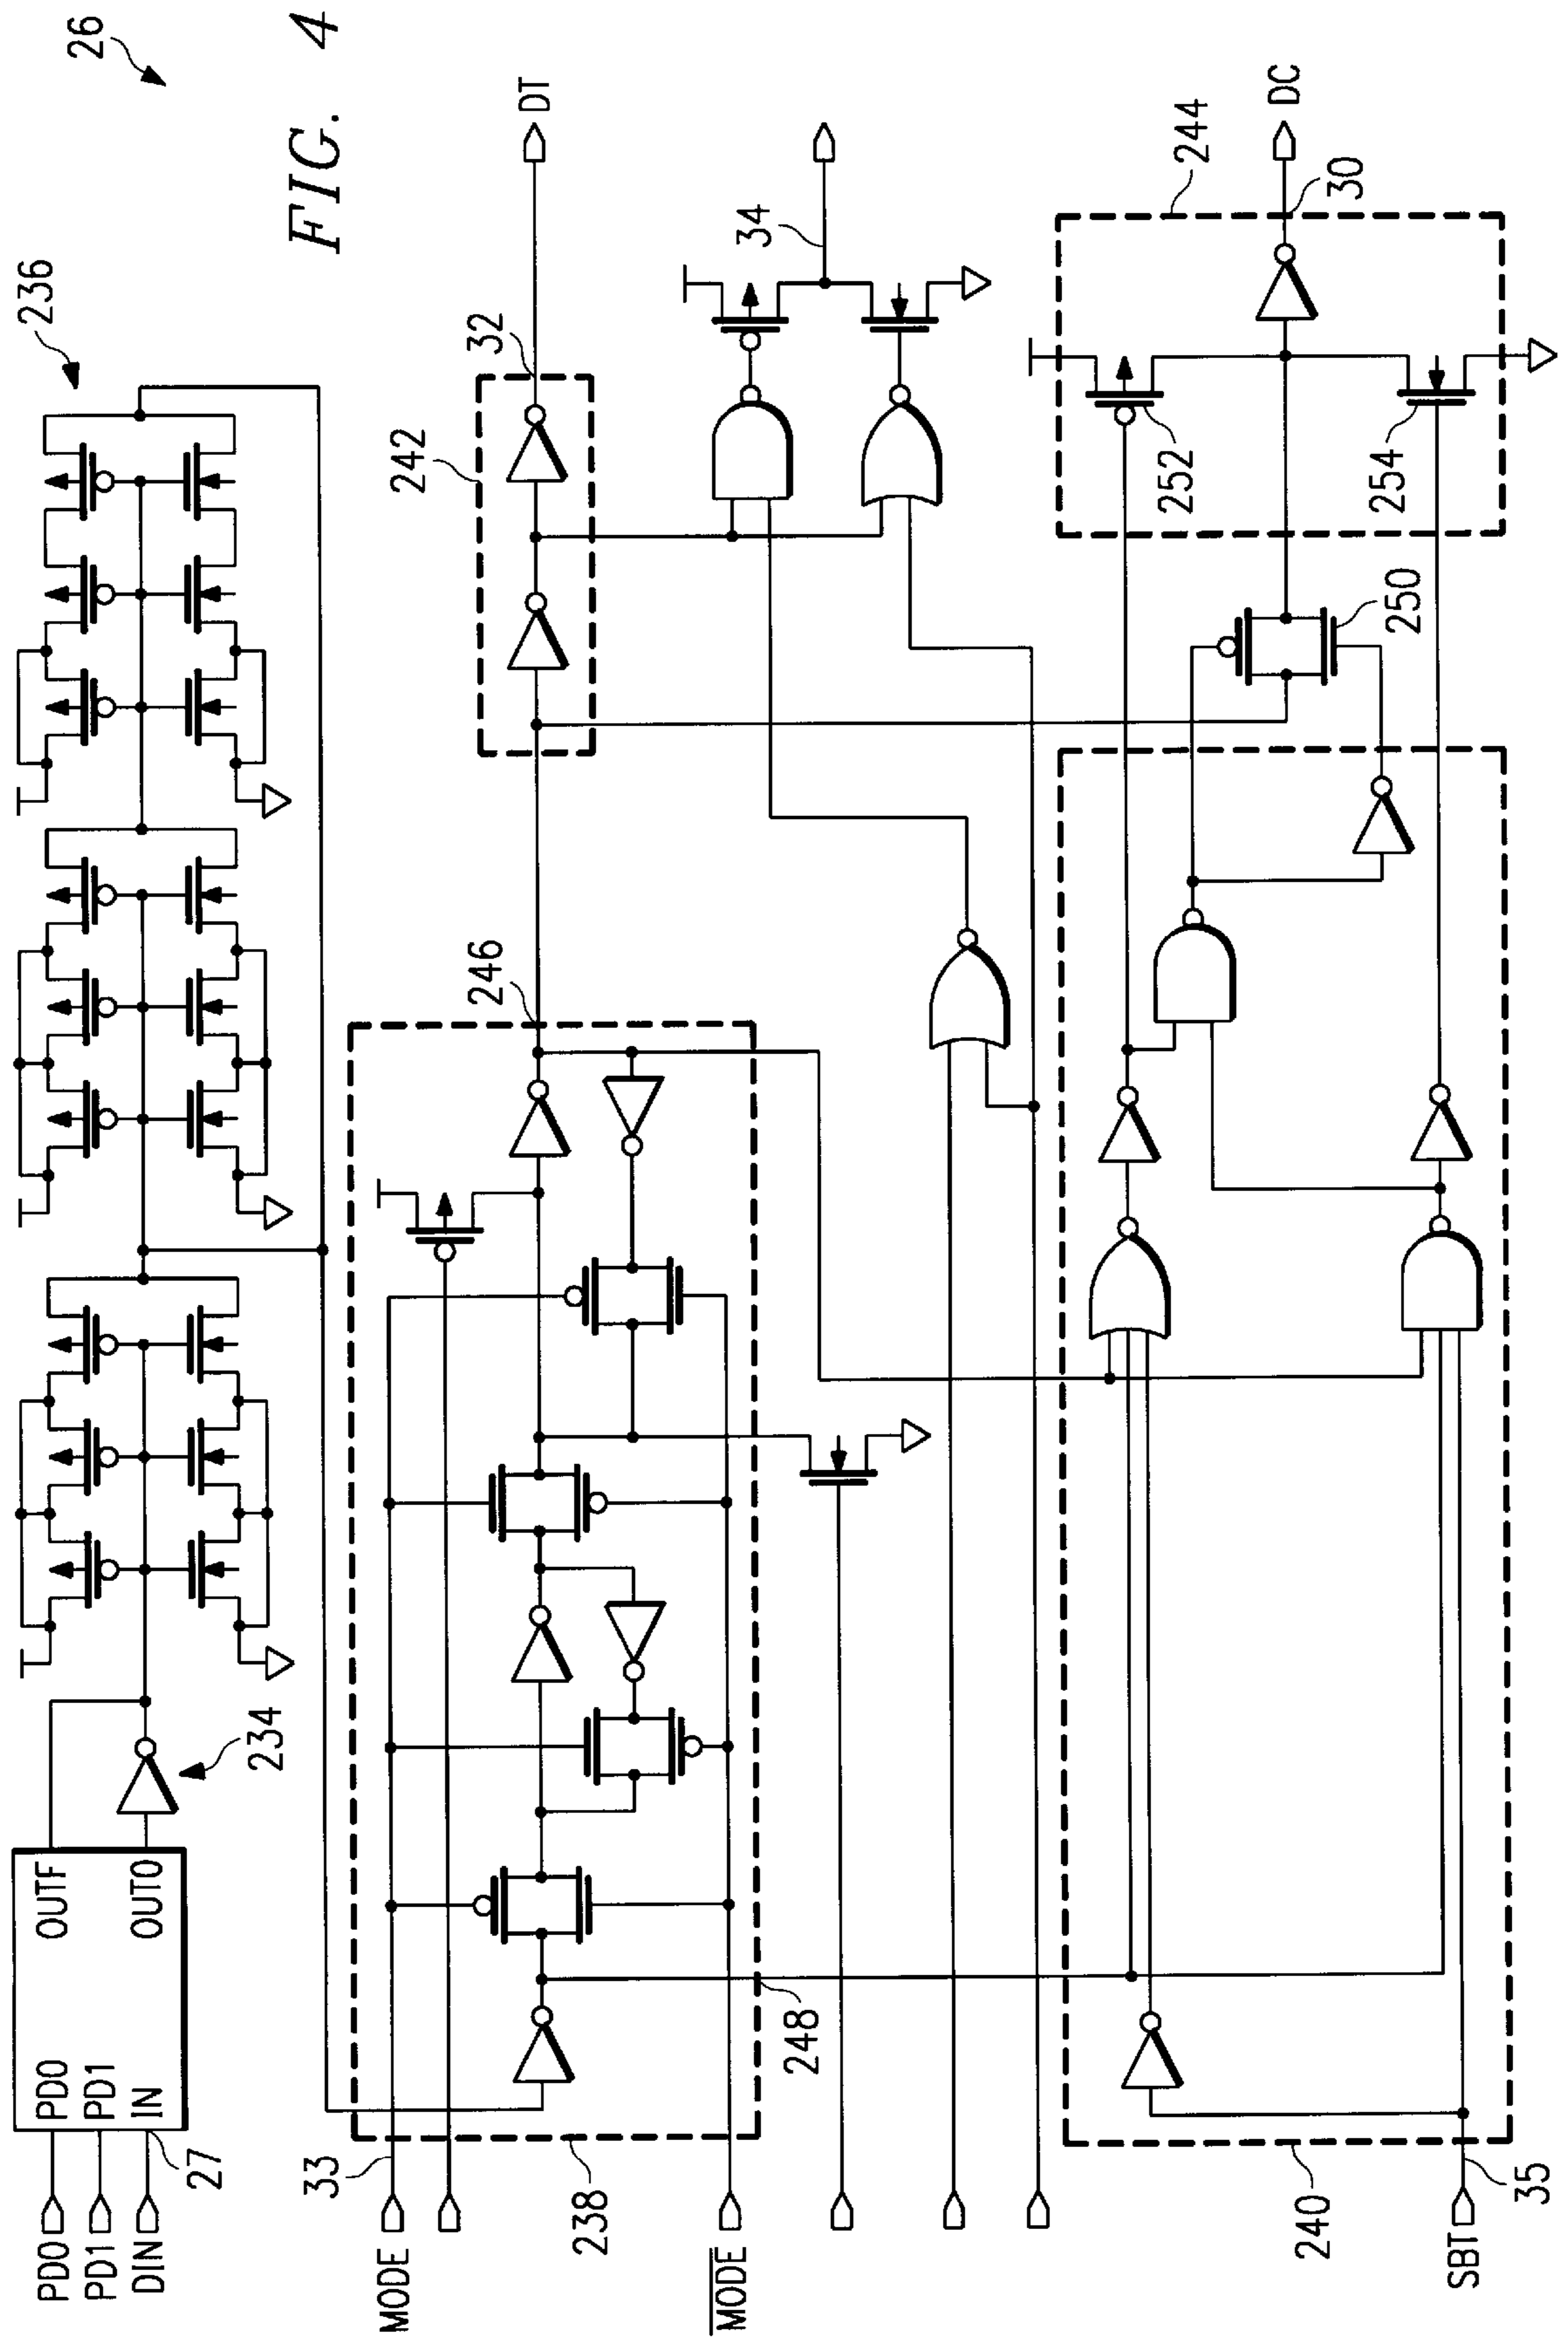 FIG. 4
26
236
PD0
PD1
DIN
PD0
PD1
IN
OUTF
OUT0
27
234
33
MODE
238
MODE
248
246
242
32
DT
34
240
SBT
35
250
252
254
244
30
DC